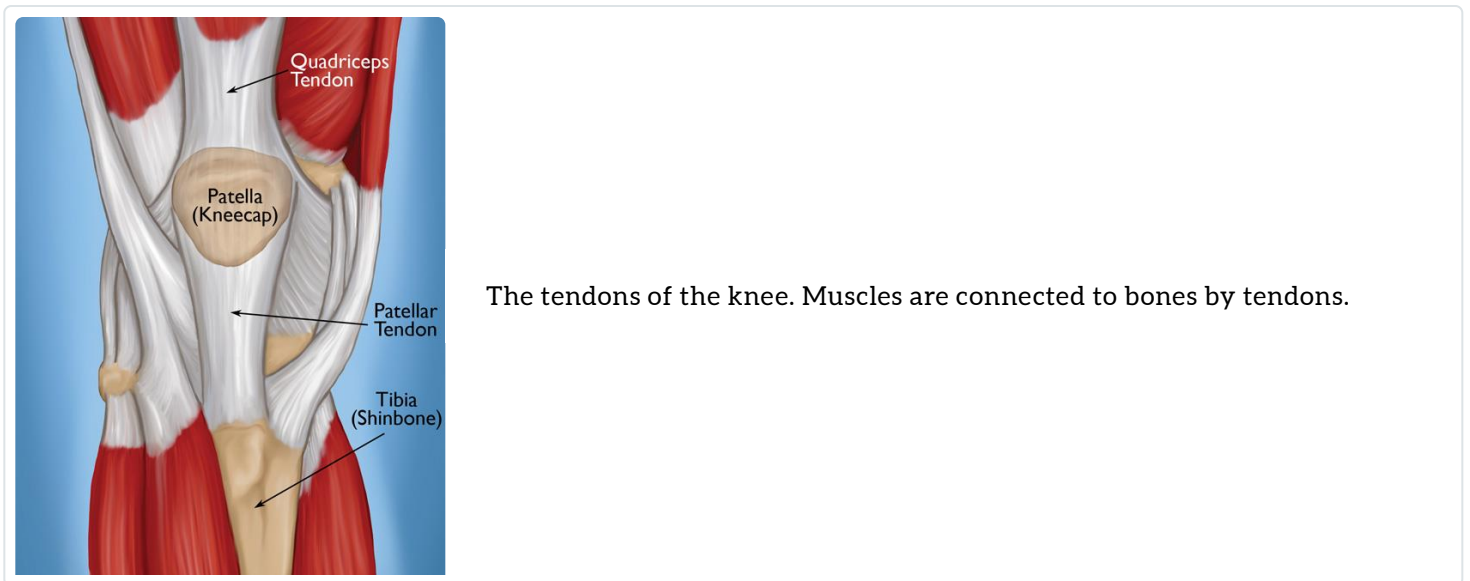 Quadriceps
Tendon
Patella
(Kneecap)
The tendons of the knee. Muscles are connected to bones by tendons.
Patellar
Tendon
Tibia
(Shinbone)